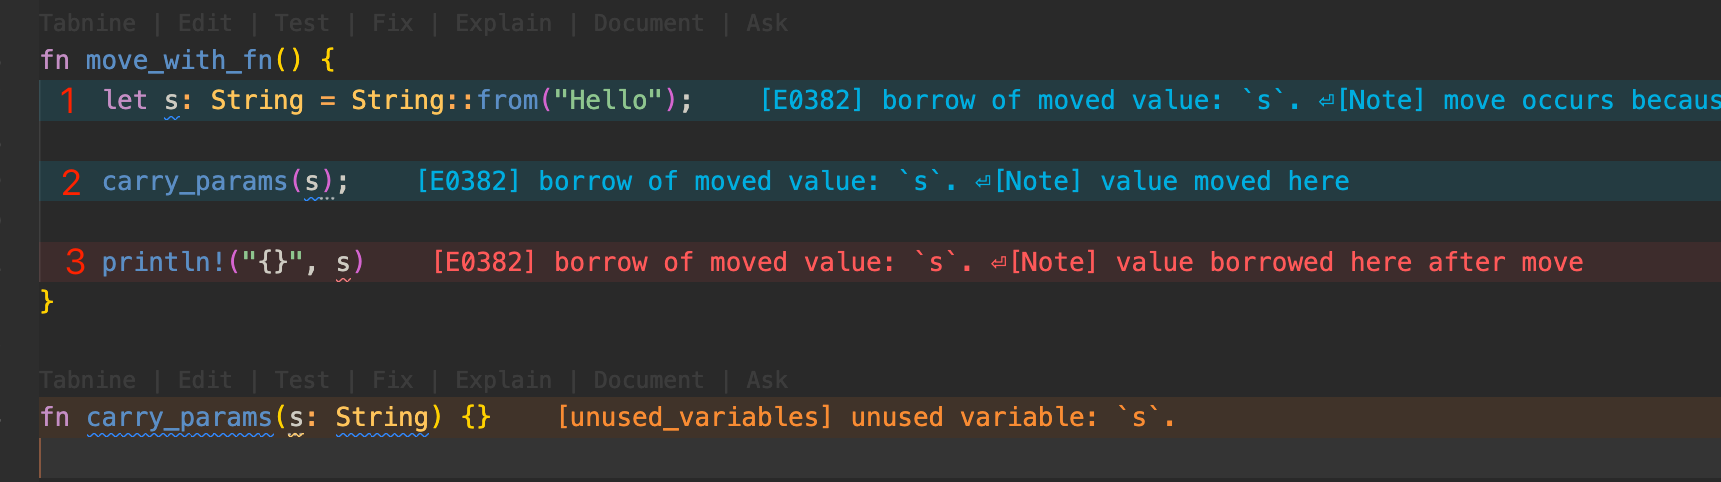 Tabnine | Edit | Test | Fix | Explain | Document | Ask
fn move_with_fn() {
1 let s: String = String::from("Hello"); [E0382] borrow of moved value: `s`. ⏎[Note] move occurs becaus
2 carry_params(s); [E0382] borrow of moved value: `s`. ⏎[Note] value moved here
3 println!("{}", s) [E0382] borrow of moved value: `s`. ⏎[Note] value borrowed here after move
}
Tabnine | Edit | Test | Fix | Explain | Document | Ask
fn carry_params(s: String) {} [unused_variables] unused variable: `s`.